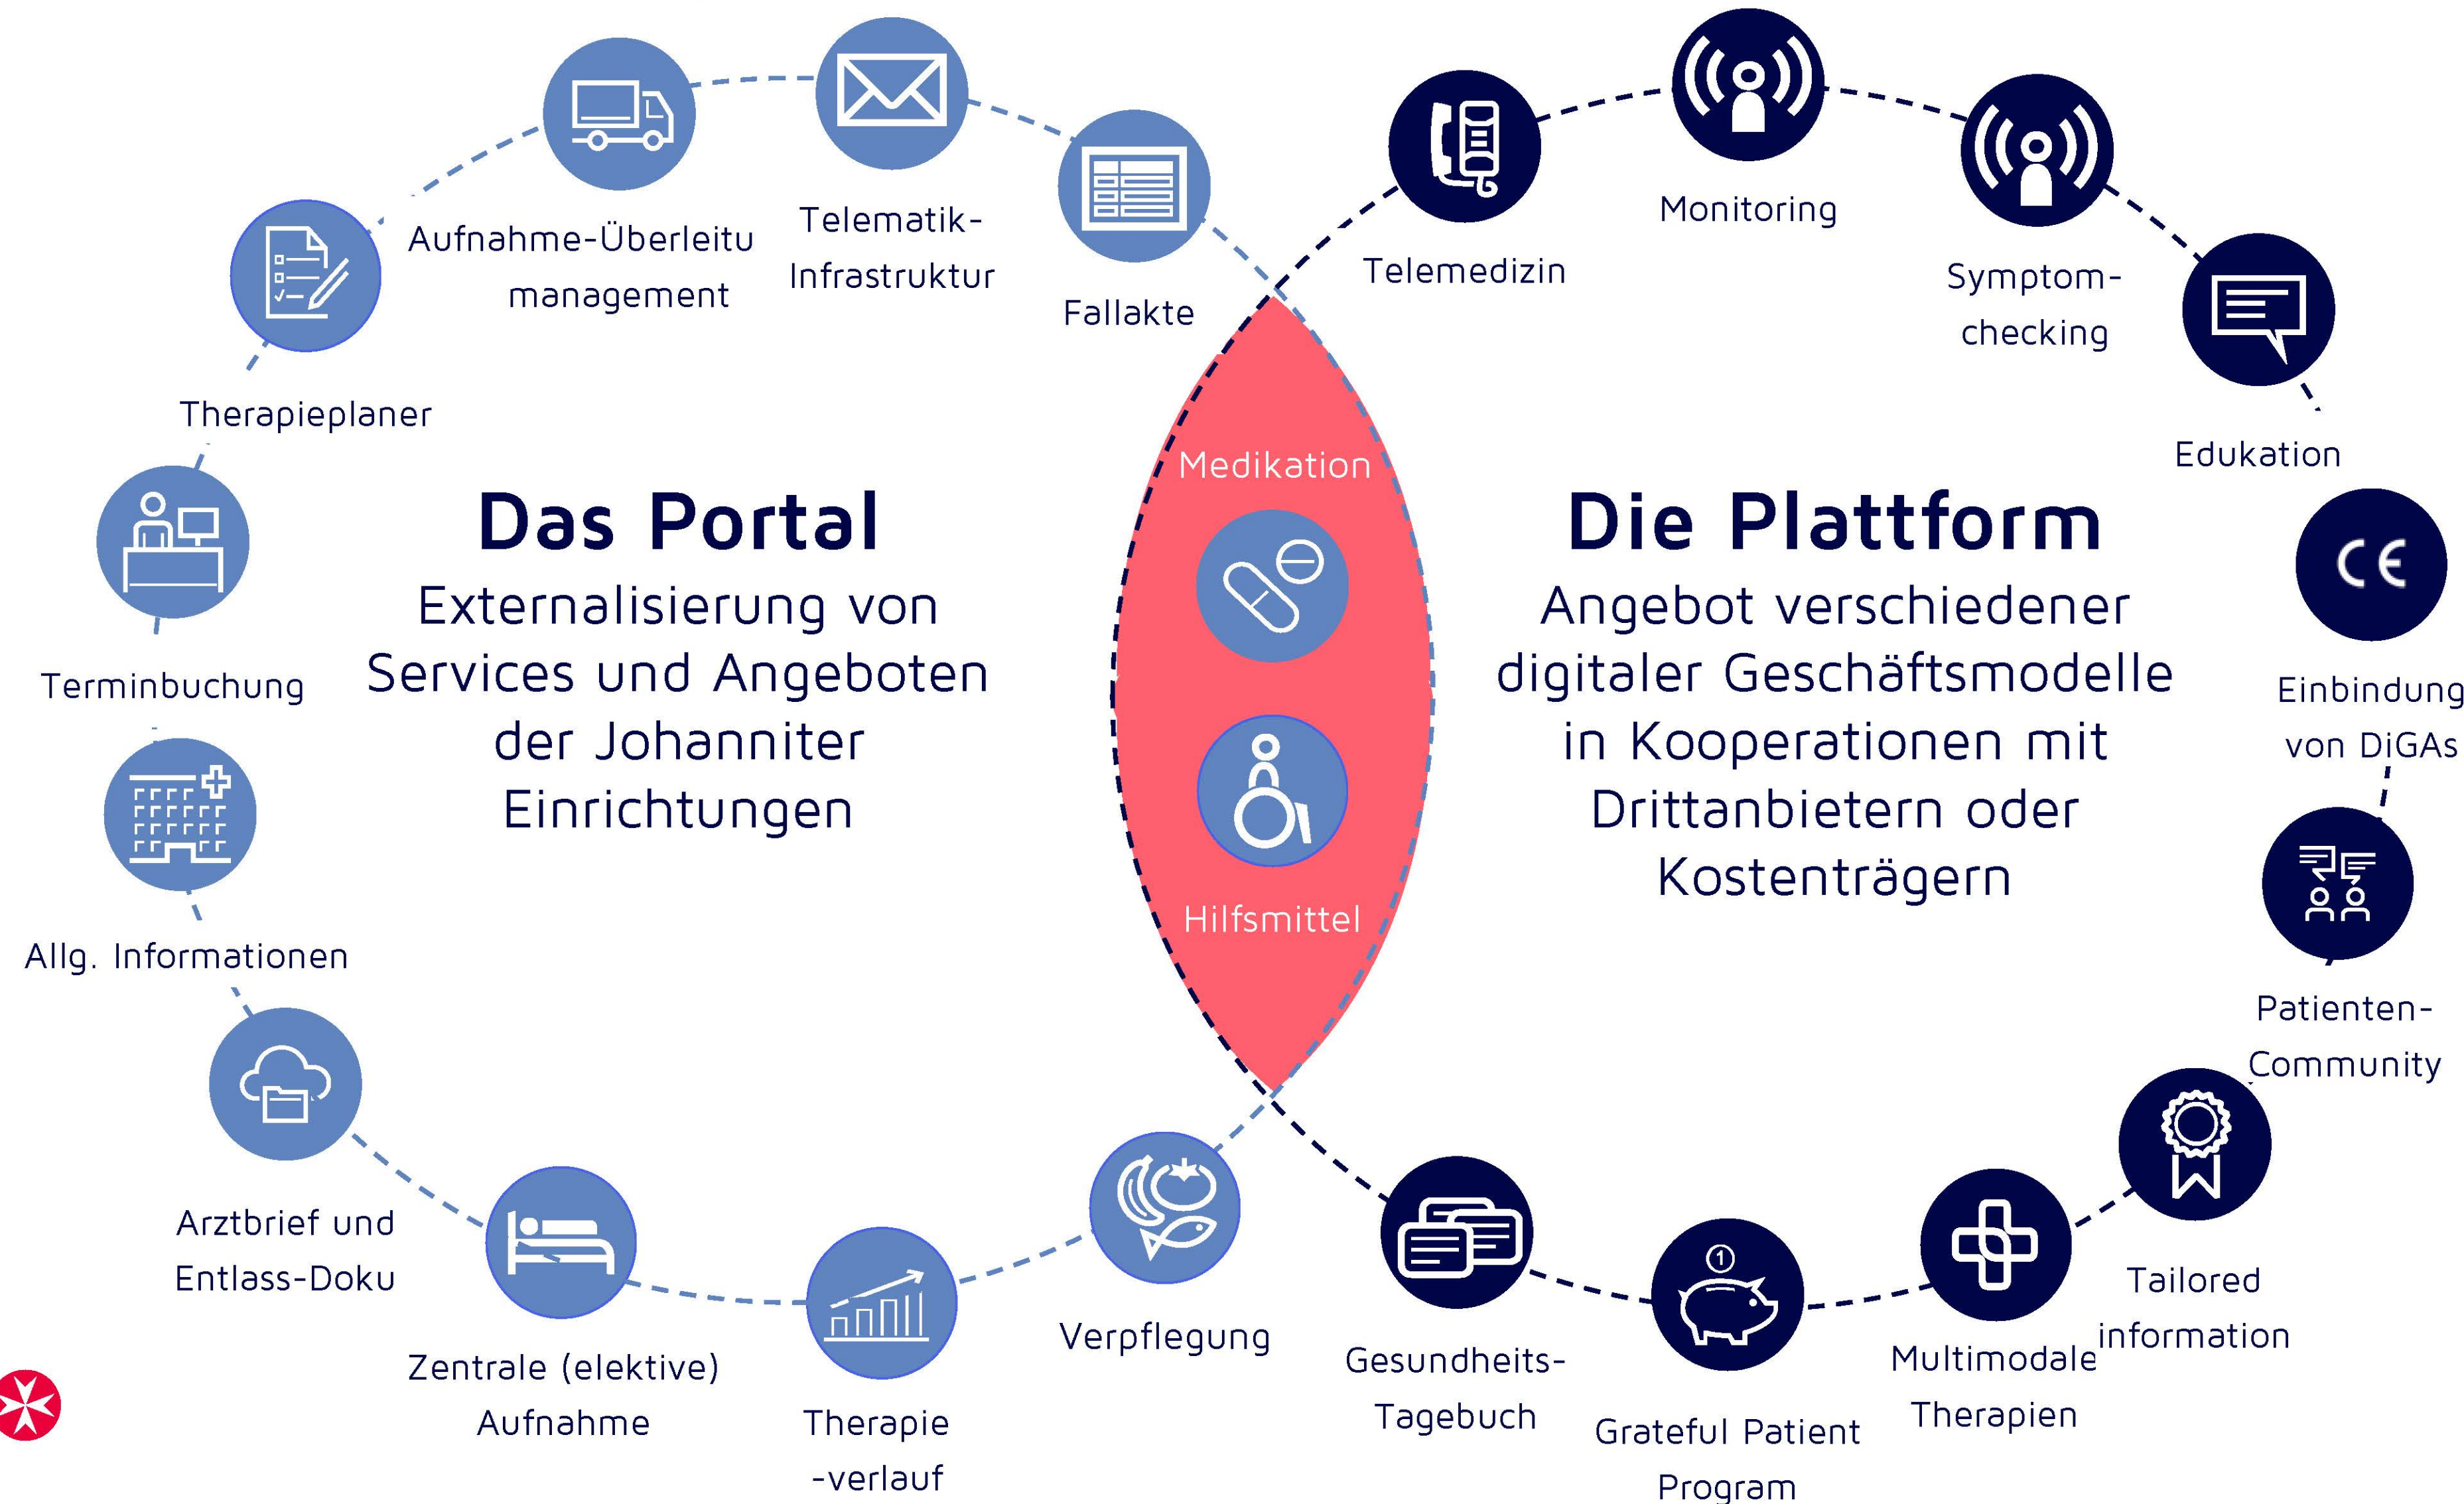 Aufnahme-Überleitu
management
Telematik-
Infrastruktur
Fallakte
Therapieplaner
Terminbuchung
Allg. Informationen
Arztbrief und
Entlass-Doku
Zentrale (elektive)
Aufnahme
Therapie
-verlauf
Verpflegung
Das Portal
Externalisierung von
Services und Angeboten
der Johanniter
Einrichtungen
Medikation
Hilfsmittel
Die Plattform
Angebot verschiedener
digitaler Geschäftsmodelle
in Kooperationen mit
Drittanbietern oder
Kostenträgern
Telemedizin
Monitoring
Symptom-
checking
Edukation
CE
Einbindung
von DiGAs
Patienten-
Community
Tailored
information
Multimodale
Therapien
1
Grateful Patient
Program
Gesundheits-
Tagebuch